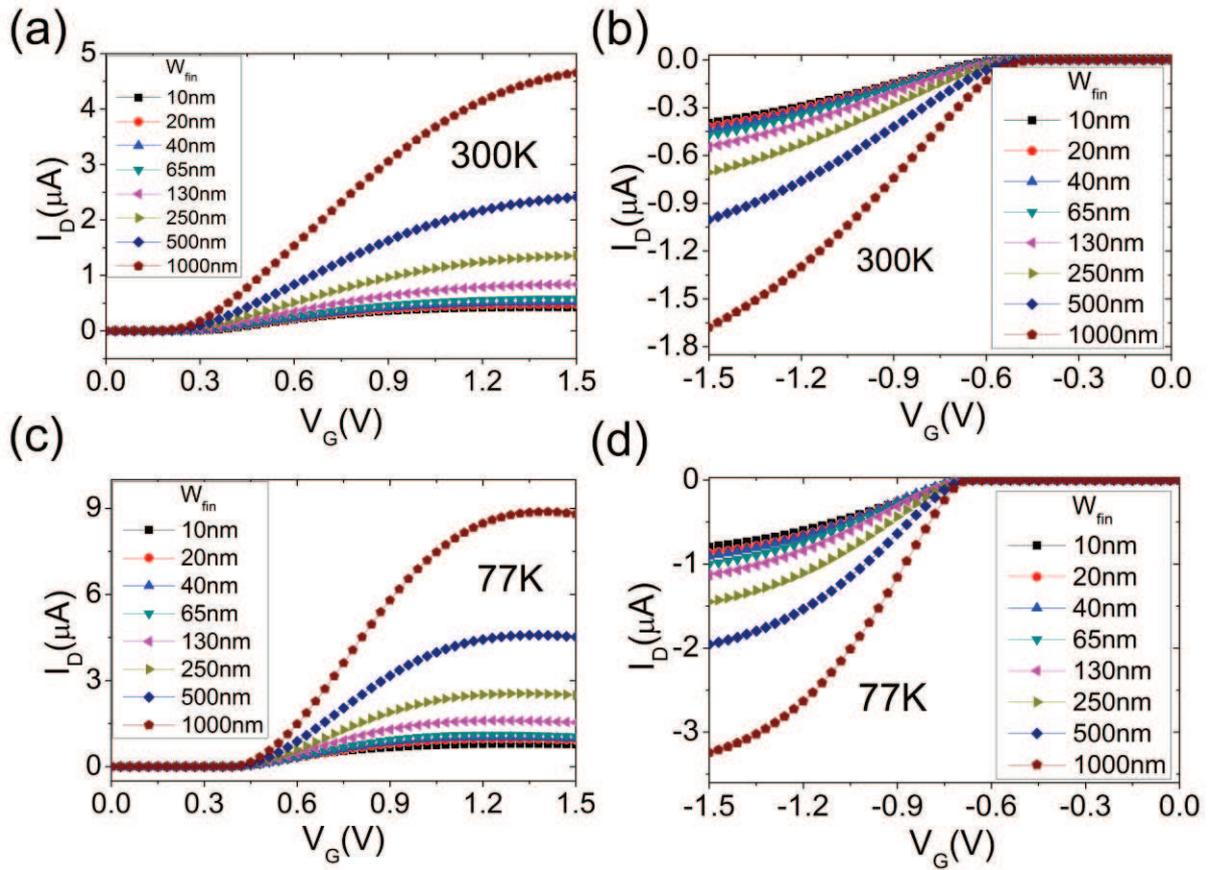 (a)
5
4
3
2
1
0
I_D(μA)
W_fin
10nm
20nm
40nm
65nm
130nm
250nm
500nm
1000nm
300K
0.0 0.3 0.6 0.9 1.2 1.5
V_G(V)
(b)
0.0
-0.3
-0.6
-0.9
-1.2
-1.5
-1.8
I_D(μA)
W_fin
10nm
20nm
40nm
65nm
130nm
250nm
500nm
1000nm
300K
-1.5 -1.2 -0.9 -0.6 -0.3 0.0
V_G(V)
(c)
9
6
3
0
I_D(μA)
W_fin
10nm
20nm
40nm
65nm
130nm
250nm
500nm
1000nm
77K
0.0 0.3 0.6 0.9 1.2 1.5
V_G(V)
(d)
0
-1
-2
-3
I_D(μA)
W_fin
10nm
20nm
40nm
65nm
130nm
250nm
500nm
1000nm
77K
-1.5 -1.2 -0.9 -0.6 -0.3 0.0
V_G(V)